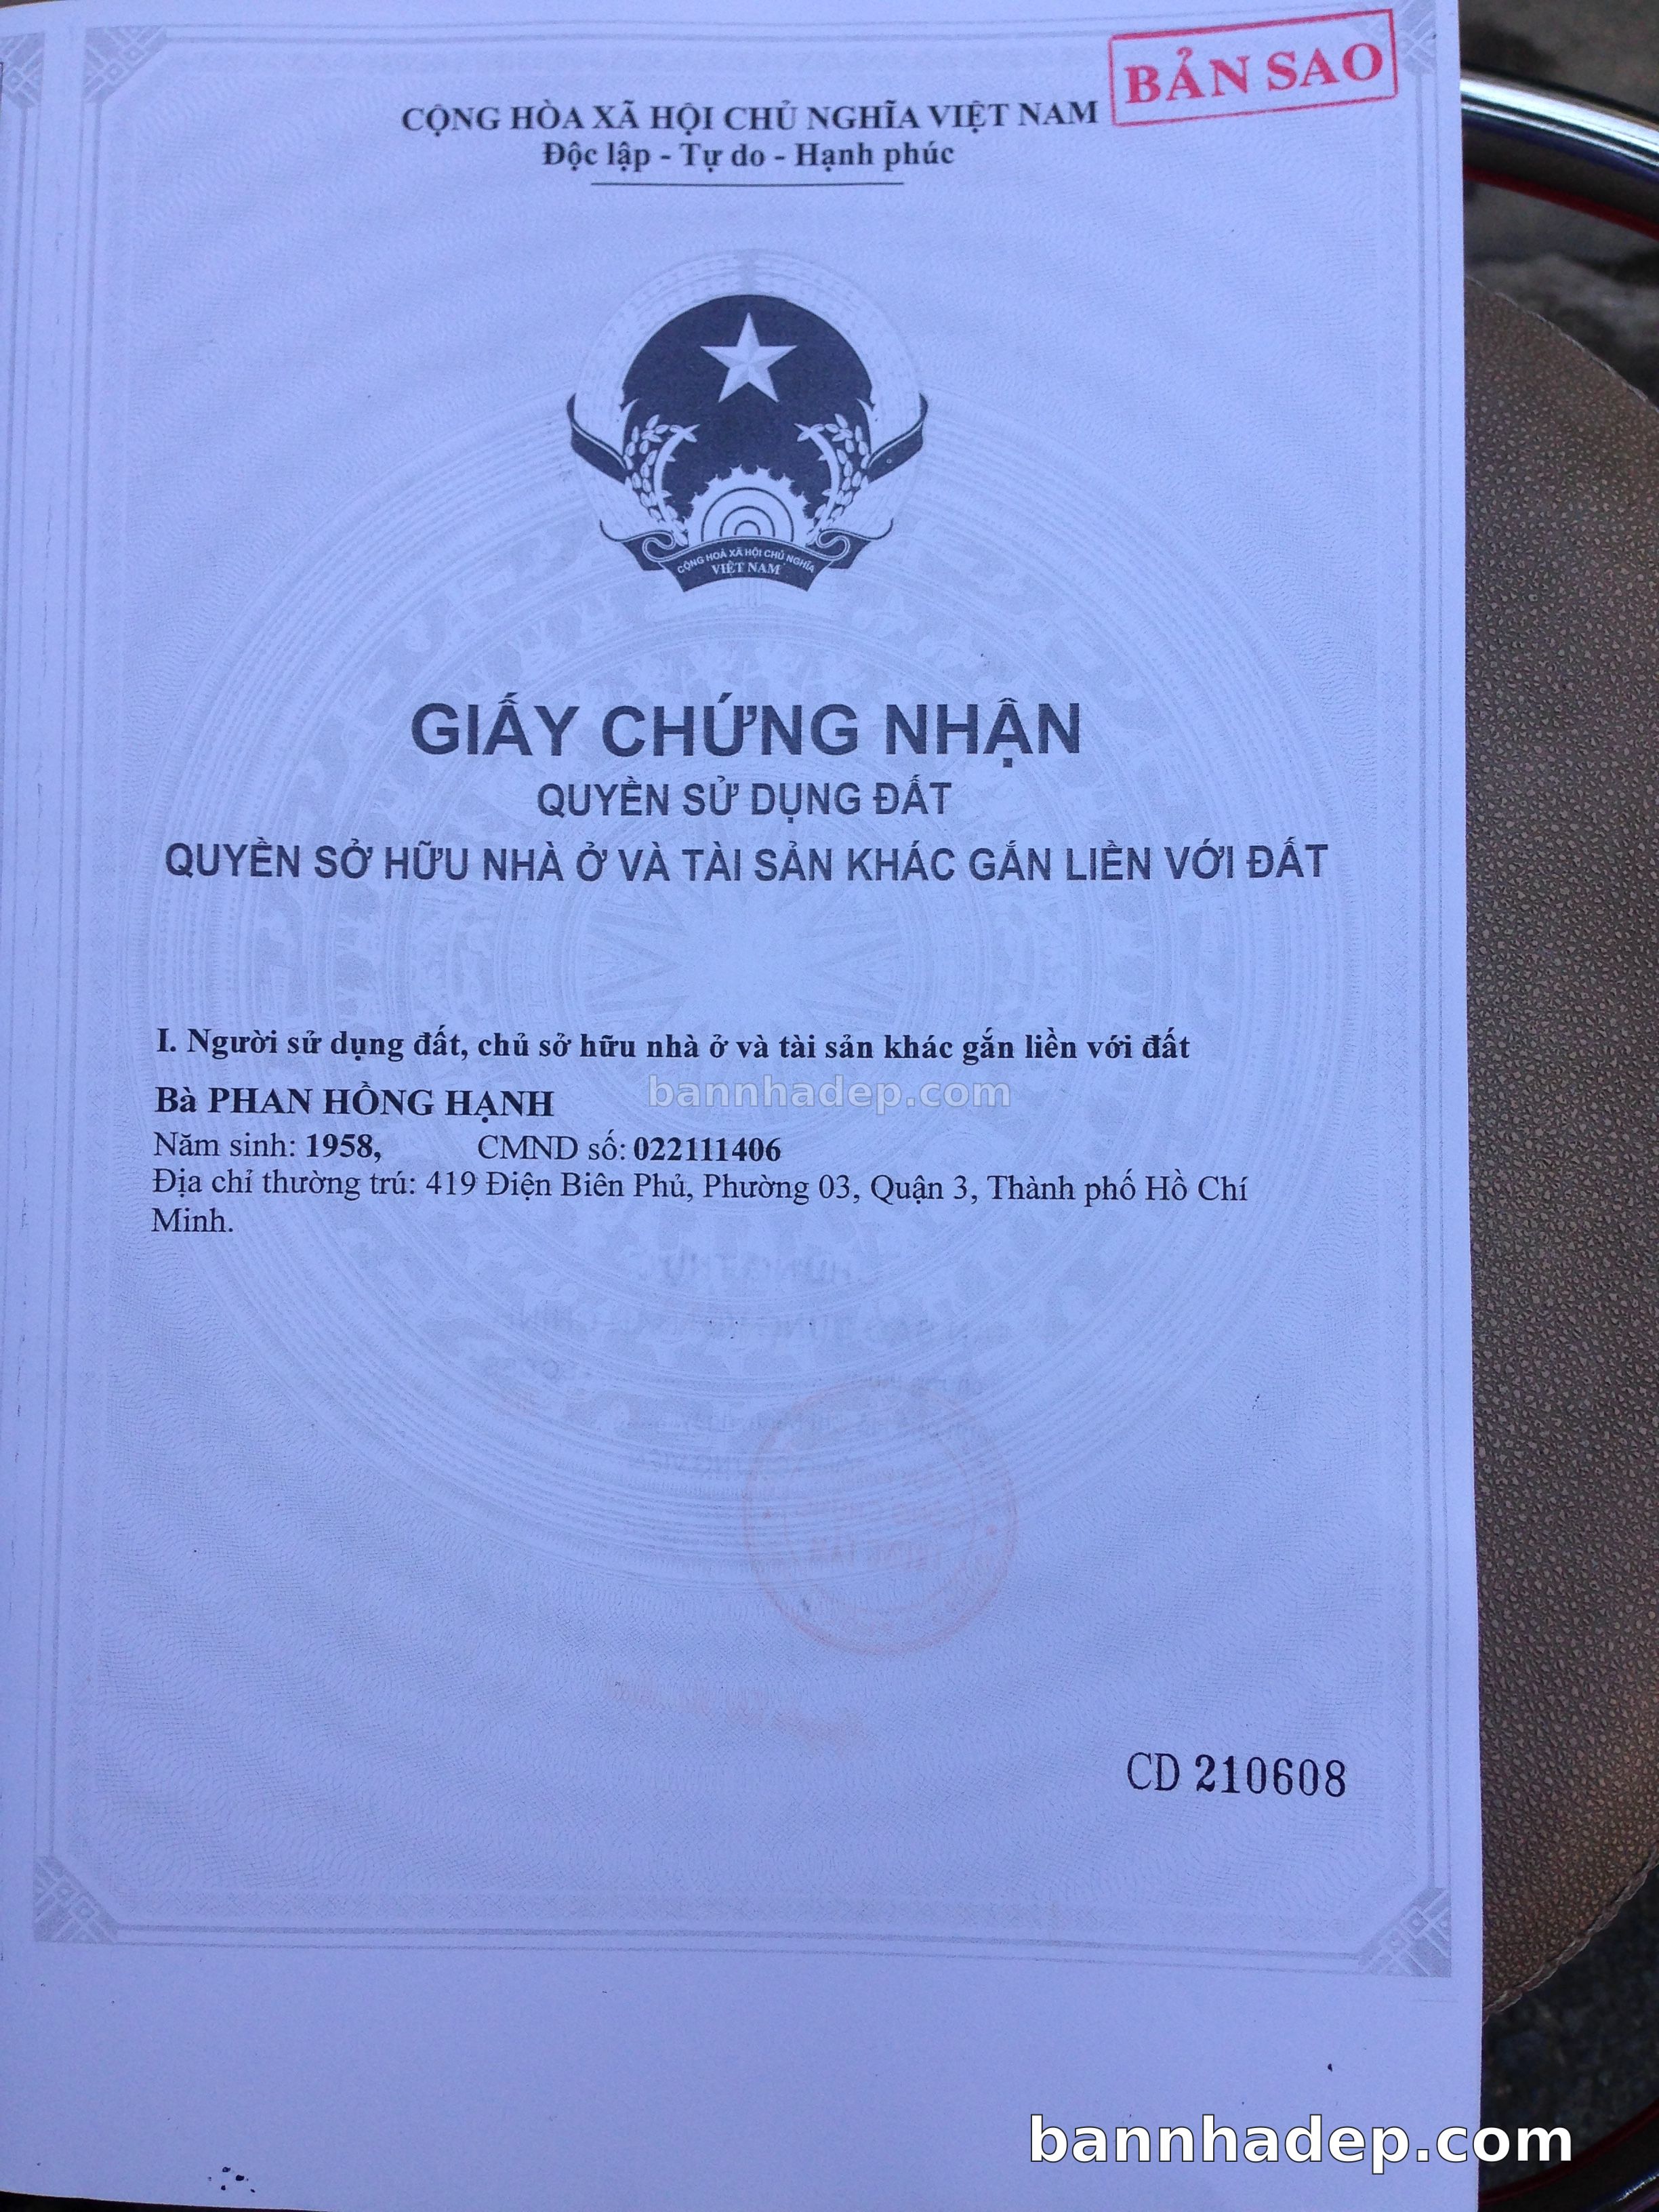 BẢN SAO
CỘNG HÒA XÃ HỘI CHỦ NGHĨA VIỆT NAM
Độc lập - Tự do - Hạnh phúc
CỘNG HOÀ XÃ HỘI CHỦ NGHĨA
VIỆT NAM
GIẤY CHỨNG NHẬN
QUYỀN SỬ DỤNG ĐẤT
QUYỀN SỞ HỮU NHÀ Ở VÀ TÀI SẢN KHÁC GẮN LIỀN VỚI ĐẤT
I. Người sử dụng đất, chủ sở hữu nhà ở và tài sản khác gắn liền với đất
bannhadep.com
Bà PHAN HỒNG HẠNH
Năm sinh: 1958, CMND số: 022111406
Địa chỉ thường trú: 419 Điện Biên Phủ, Phường 03, Quận 3, Thành phố Hồ Chí
Minh.
CD 210608
bannhadep.com